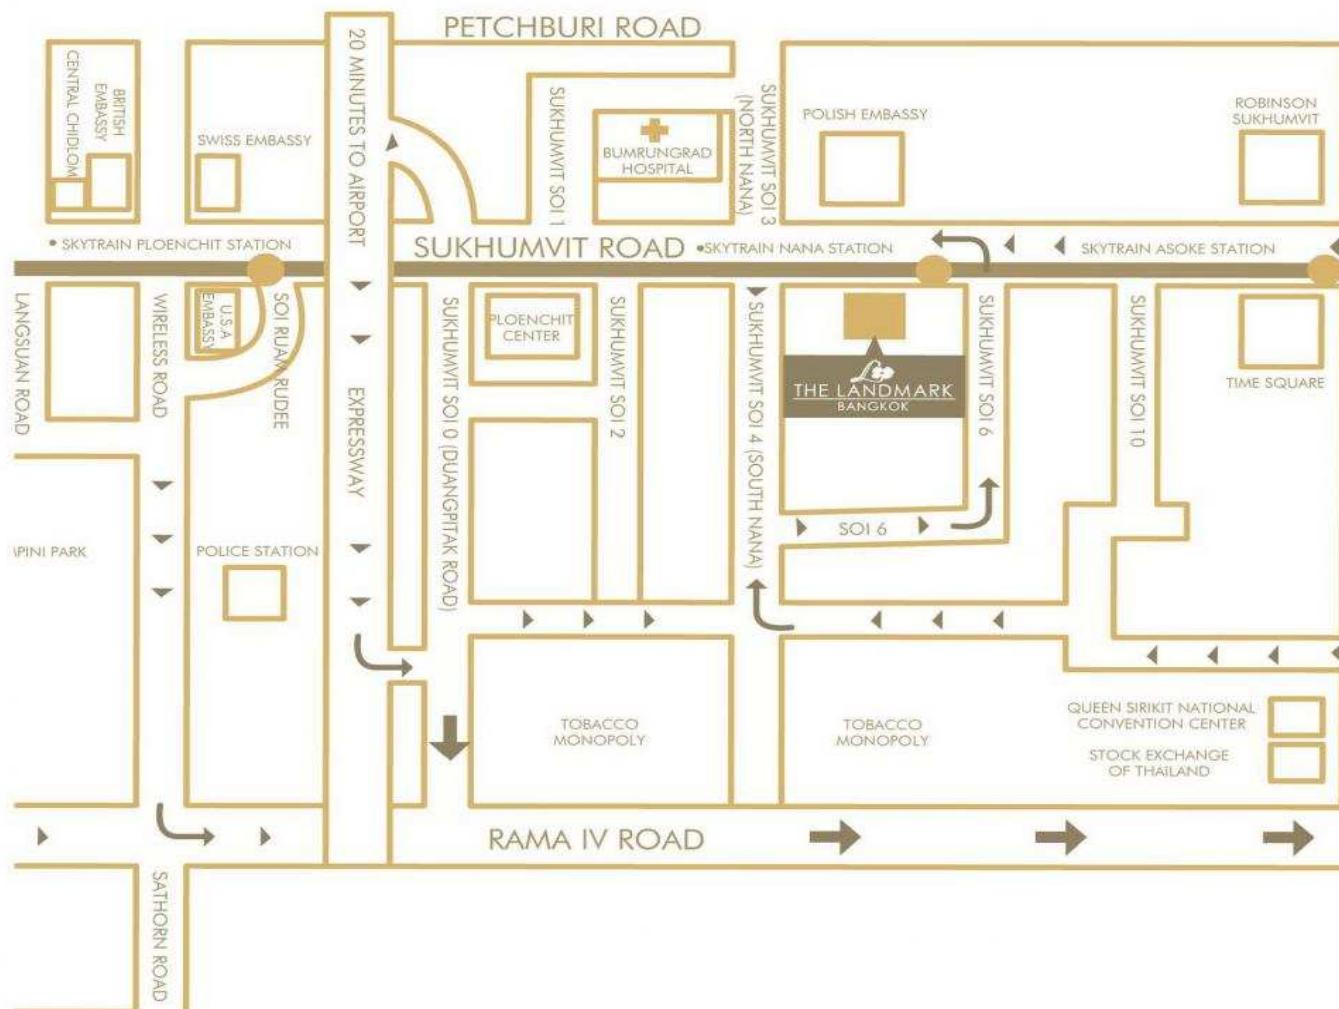 PETCHBURI ROAD
CENTRAL CHIDLOM
BRITISH
EMBASSY
SWISS EMBASSY
20 MINUTES TO AIRPORT
SUKHUMVIT SOI 1
BUMRUNGRAD
HOSPITAL
SUKHUMVIT SOI 3
(NORTH NANA)
POLISH EMBASSY
ROBINSON
SUKHUMVIT
SKYTRAIN PLOENCHIT STATION
SUKHUMVIT ROAD
SKYTRAIN NANA STATION
SKYTRAIN ASOKE STATION
LANGSUAN ROAD
WIRELESS ROAD
U.S.A
EMBASSY
SOI RUAM RUDEE
EXPRESSWAY
SUKHUMVIT SOI 0 (DUANGPITAK ROAD)
PLOENCHIT
CENTER
SUKHUMVIT SOI 2
SUKHUMVIT SOI 4 (SOUTH NANA)
THE LANDMARK
BANGKOK
SUKHUMVIT SOI 6
SUKHUMVIT SOI 10
TIME SQUARE
SOI 6
\PINI PARK
POLICE STATION
TOBACCO
MONOPOLY
TOBACCO
MONOPOLY
QUEEN SIRIKIT NATIONAL
CONVENTION CENTER
STOCK EXCHANGE
OF THAILAND
RAMA IV ROAD
SATHORN ROAD